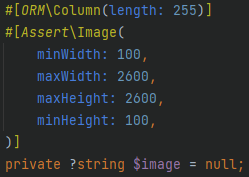 #[ORM\Column(length: 255)]
#[Assert\Image(
    minWidth: 100,
    maxWidth: 2600,
    maxHeight: 2600,
    minHeight: 100,
)]
private ?string $image = null;